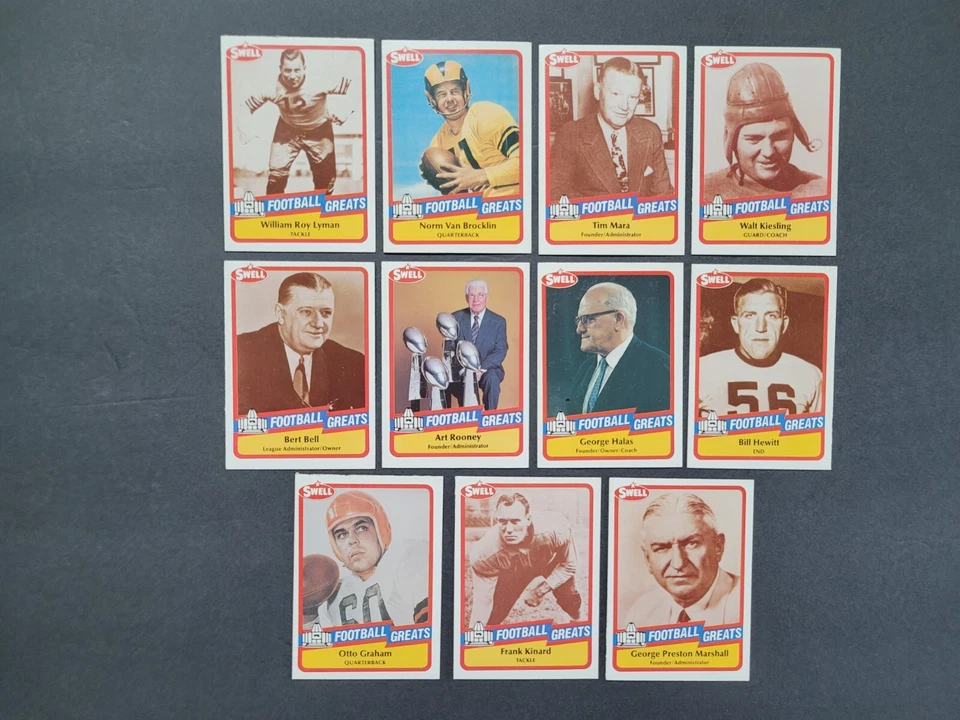 SWELL
12
FOOTBALL GREATS
William Roy Lyman
TACKLE
SWELL
FOOTBALL GREATS
Norm Van Brocklin
QUARTERBACK
SWELL
FOOTBALL GREATS
Tim Mara
Founder/Administrator
SWELL
FOOTBALL GREATS
Walt Kiesling
GUARD/COACH
SWELL
FOOTBALL GREATS
Bert Bell
League Administrator/Owner
SWELL
FOOTBALL GREATS
Art Rooney
Founder/Administrator
SWELL
FOOTBALL GREATS
George Halas
Founder/Owner/Coach
SWELL
56
FOOTBALL GREATS
Bill Hewitt
END
SWELL
60
FOOTBALL GREATS
Otto Graham
QUARTERBACK
SWELL
FOOTBALL GREATS
Frank Kinard
TACKLE
SWELL
FOOTBALL GREATS
George Preston Marshall
Founder/Administrator